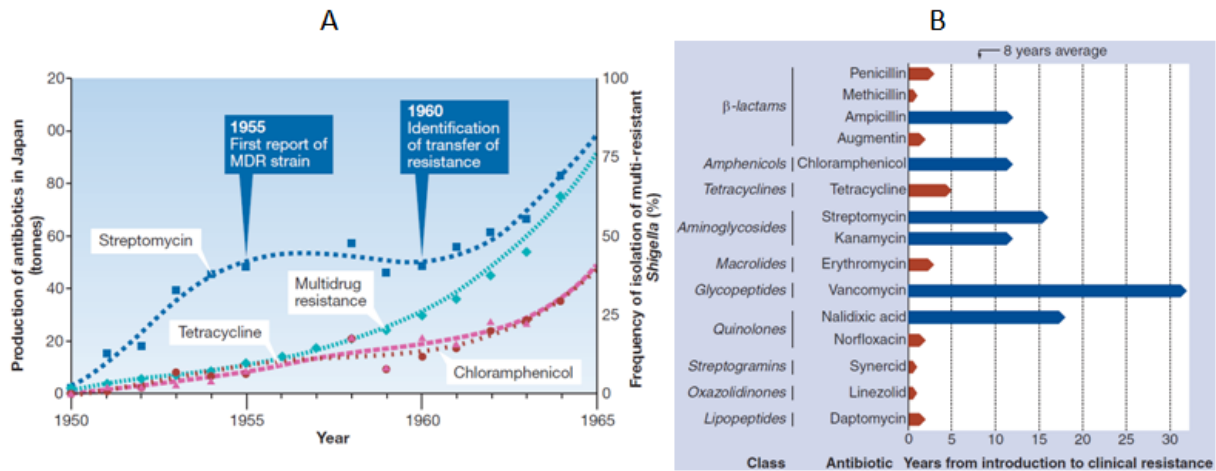 A
Production of antibiotics in Japan
(tonnes)
20
00
80
60
40
20
0
1955
First report of
MDR strain
1960
Identification
of transfer of
resistance
Streptomycin
Multidrug
resistance
Tetracycline
Chloramphenicol
100
75
50
25
0
Frequency of isolation of multi-resistant
Shigella (%)
1950 1955 1960 1965
Year
B
8 years average
β-lactams
Penicillin
Methicillin
Ampicillin
Augmentin
Amphenicols Chloramphenicol
Tetracyclines Tetracycline
Aminoglycosides
Streptomycin
Kanamycin
Macrolides Erythromycin
Glycopeptides Vancomycin
Quinolones
Nalidixic acid
Norfloxacin
Streptogramins Synercid
Oxazolidinones Linezolid
Lipopeptides Daptomycin
0 5 10 15 20 25 30
Class Antibiotic Years from introduction to clinical resistance